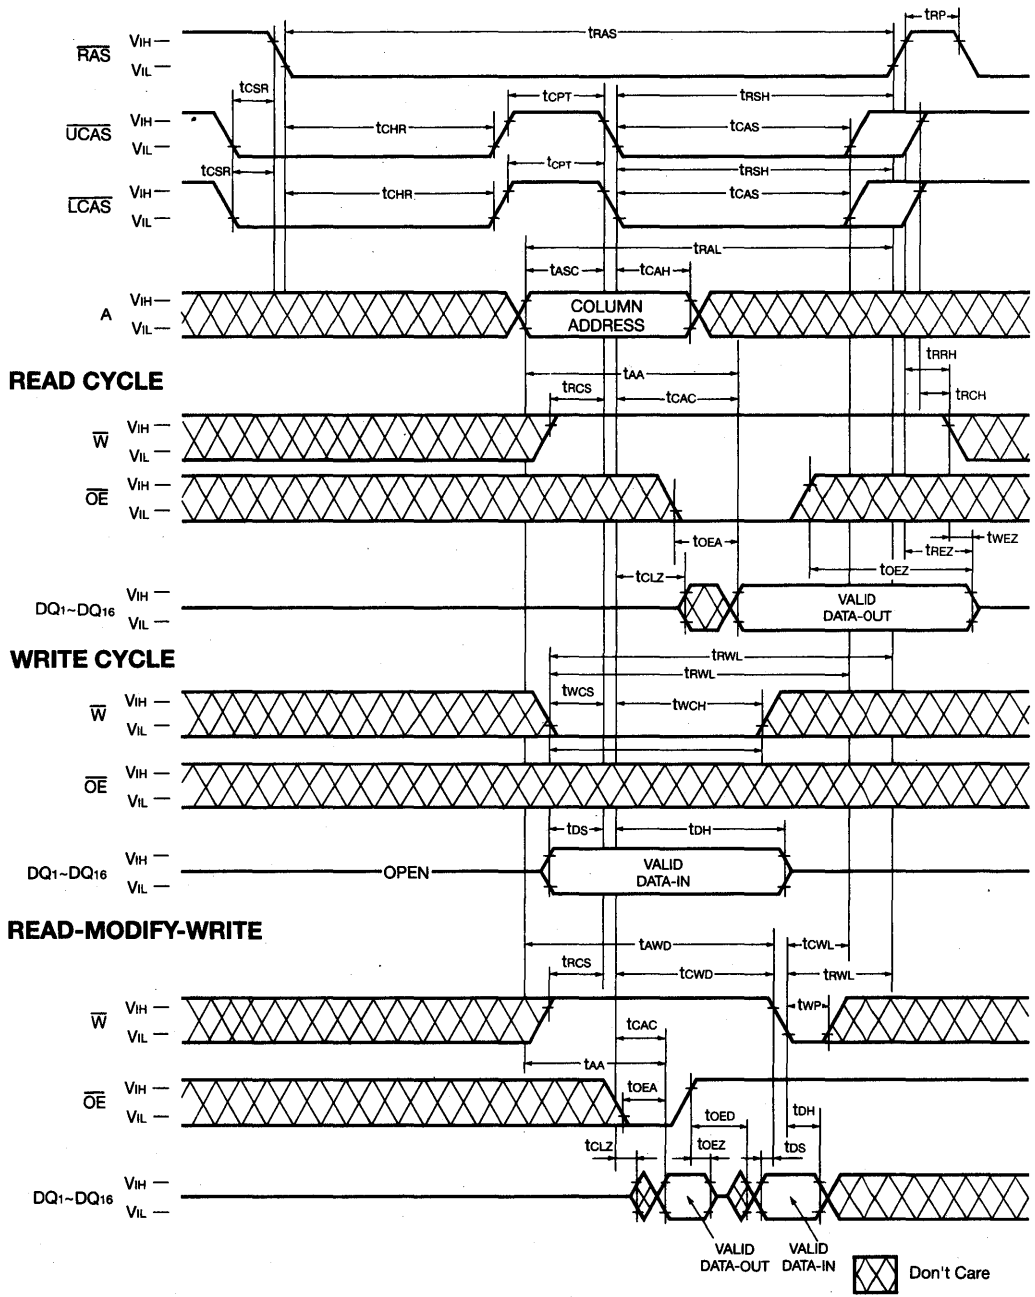 tRP
tRAS
RAS VIH
VIL
tCSR
tCPT tRSH
UCAS VIH
tCHR tCAS
VIL
tCSR tCPT tRSH
LCAS VIH
tCHR tCAS
VIL
tRAL
tASC tCAH
A VIH
COLUMN
ADDRESS
VIL
tRRH
READ CYCLE
tAA
tRCS tCAC tRCH
W VIH
VIL
OE VIH
VIL
tOEA tWEZ
tREZ
tCLZ tOEZ
DQ1~DQ16 VIH
VIL
VALID
DATA-OUT
WRITE CYCLE
tRWL
tRWL
tWCS tWCH
W VIH
VIL
OE VIH
VIL
tDS tDH
DQ1~DQ16 VIH
VIL
OPEN
VALID
DATA-IN
READ-MODIFY-WRITE
tAWD tCWL
tRCS tCWD tRWL
W VIH
VIL
tWP
tCAC
tAA
OE VIH
VIL
tOEA
tOED tDH
tCLZ tOEZ tDS
DQ1~DQ16 VIH
VIL
VALID
DATA-OUT
VALID
DATA-IN
Don't Care